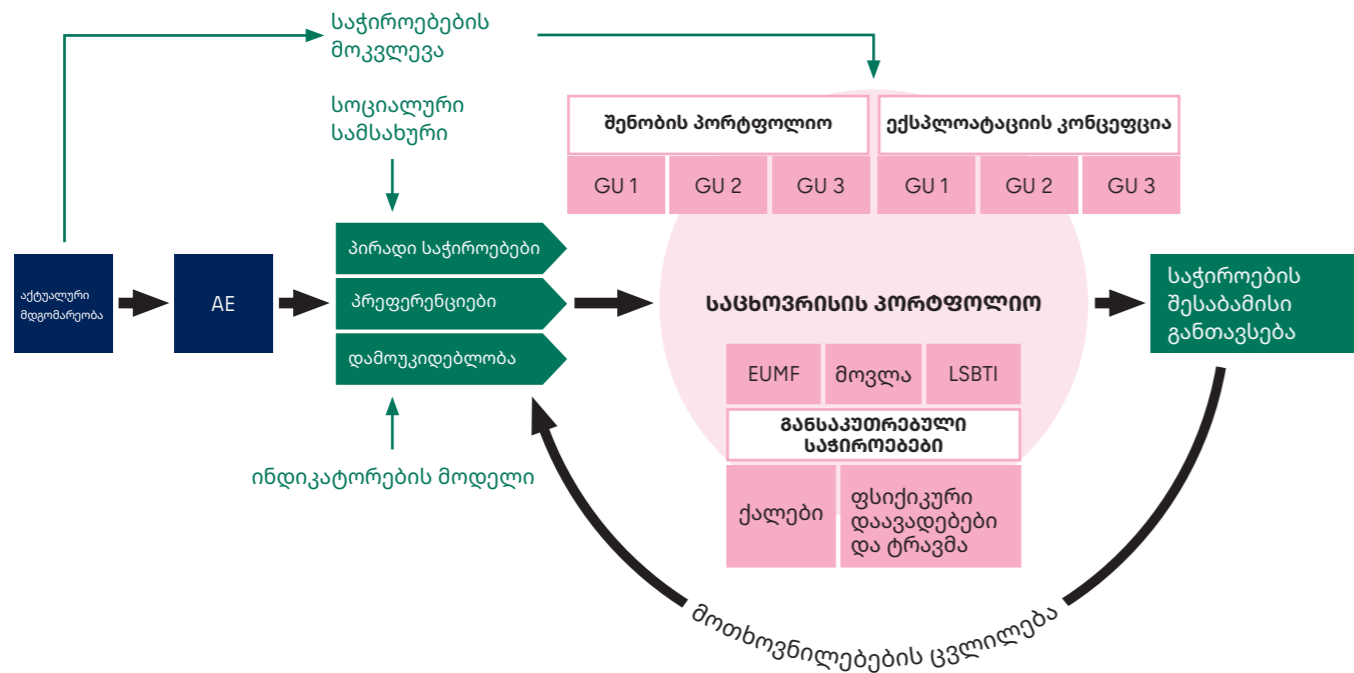 საჭიროებების
მოკვლევა
სოციალური
სამსახური
შენობის პორტფოლიო
ექსპლოატაციის კონცეფცია
GU 1
GU 2
GU 3
GU 1
GU 2
GU 3
აქტუალური
მდგომარეობა
AE
პირადი საჭიროებები
პრეფერენციები
დამოუკიდებლობა
ინდიკატორების მოდელი
საცხოვრისის პორტფოლიო
EUMF
მოვლა
LSBTI
განსაკუთრებული
საჭიროებები
ქალები
ფსიქიკური
დაავადებები
და ტრავმა
საჭიროების
შესაბამისი
განთავსება
მოთხოვნილებების ცვლილება